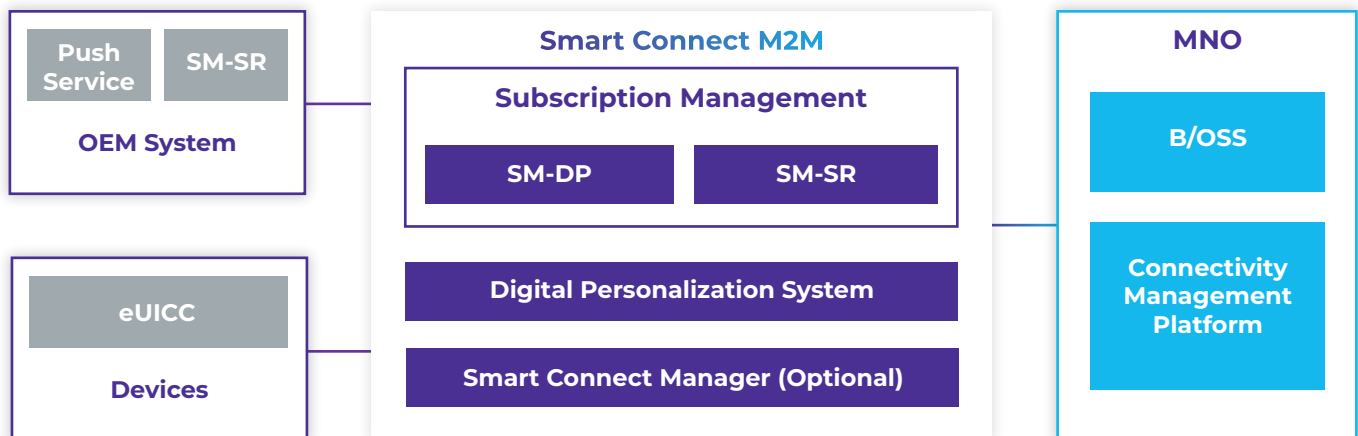 Push
Service
SM-SR
OEM System
eUICC
Devices
Smart Connect M2M
Subscription Management
SM-DP
SM-SR
Digital Personalization System
Smart Connect Manager (Optional)
MNO
B/OSS
Connectivity
Management
Platform